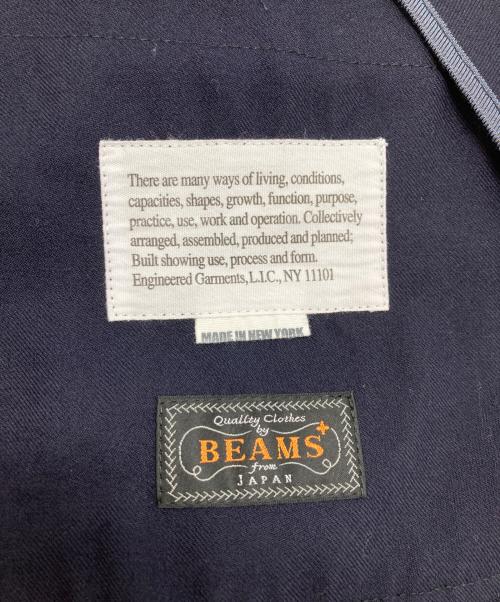 There are many ways of living, conditions,
capacities, shapes, growth, function, purpose,
practice, use, work and operation. Collectively
arranged, assembled, produced and planned;
Built showing use, process and form.
Engineered Garments, L.I.C., NY 11101
MADE IN NEW YORK
Quality Clothes
by
BEAMS+
from
JAPAN